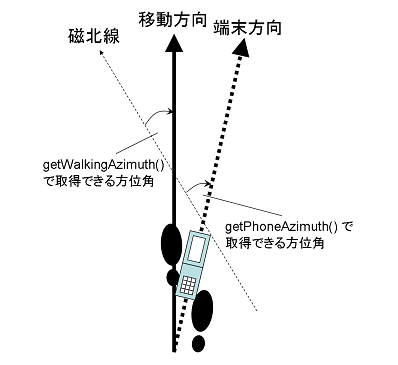 移動方向
端末方向
磁北線
getWalkingAzimuth()
で取得できる方位角
getPhoneAzimuth() で
取得できる方位角